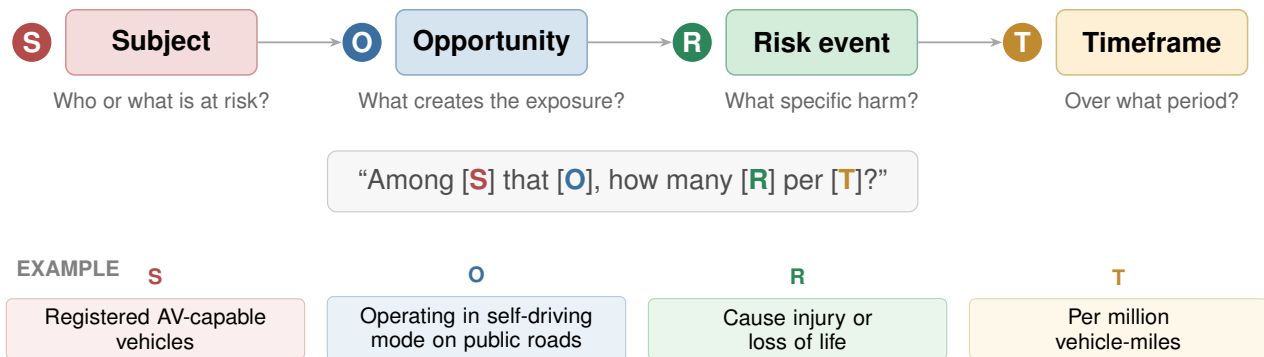 S Subject O Opportunity R Risk event T Timeframe
Who or what is at risk? What creates the exposure? What specific harm? Over what period?
“Among [S] that [O], how many [R] per [T]?”
EXAMPLE S O R T
Registered AV-capable Operating in self-driving Cause injury or Per million
vehicles mode on public roads loss of life vehicle-miles